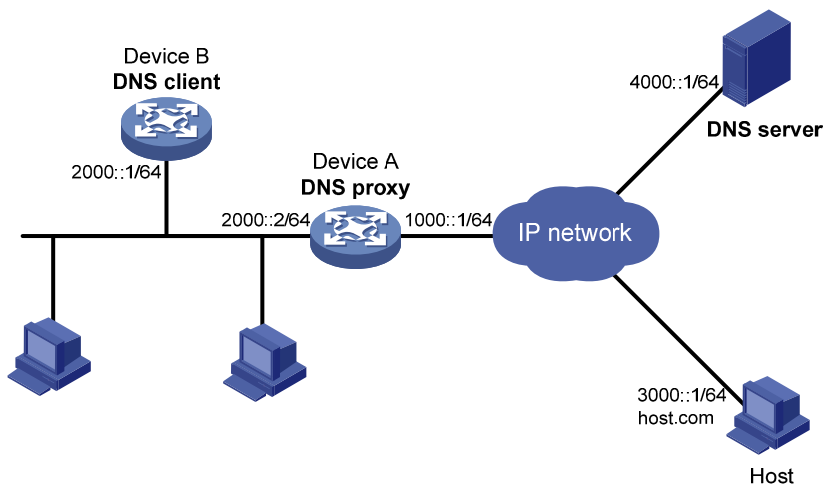 Device B
DNS client
2000::1/64
Device A
DNS proxy
2000::2/64
1000::1/64
IP network
4000::1/64
DNS server
3000::1/64
host.com
Host